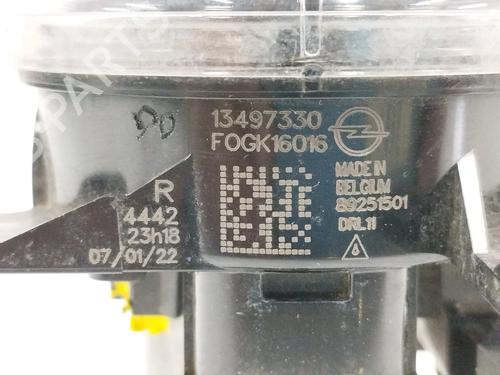 13497330
FOGK16016
MADE IN
BELGIUM
89251501
DRL11
R
4442
23h18
07/01/22